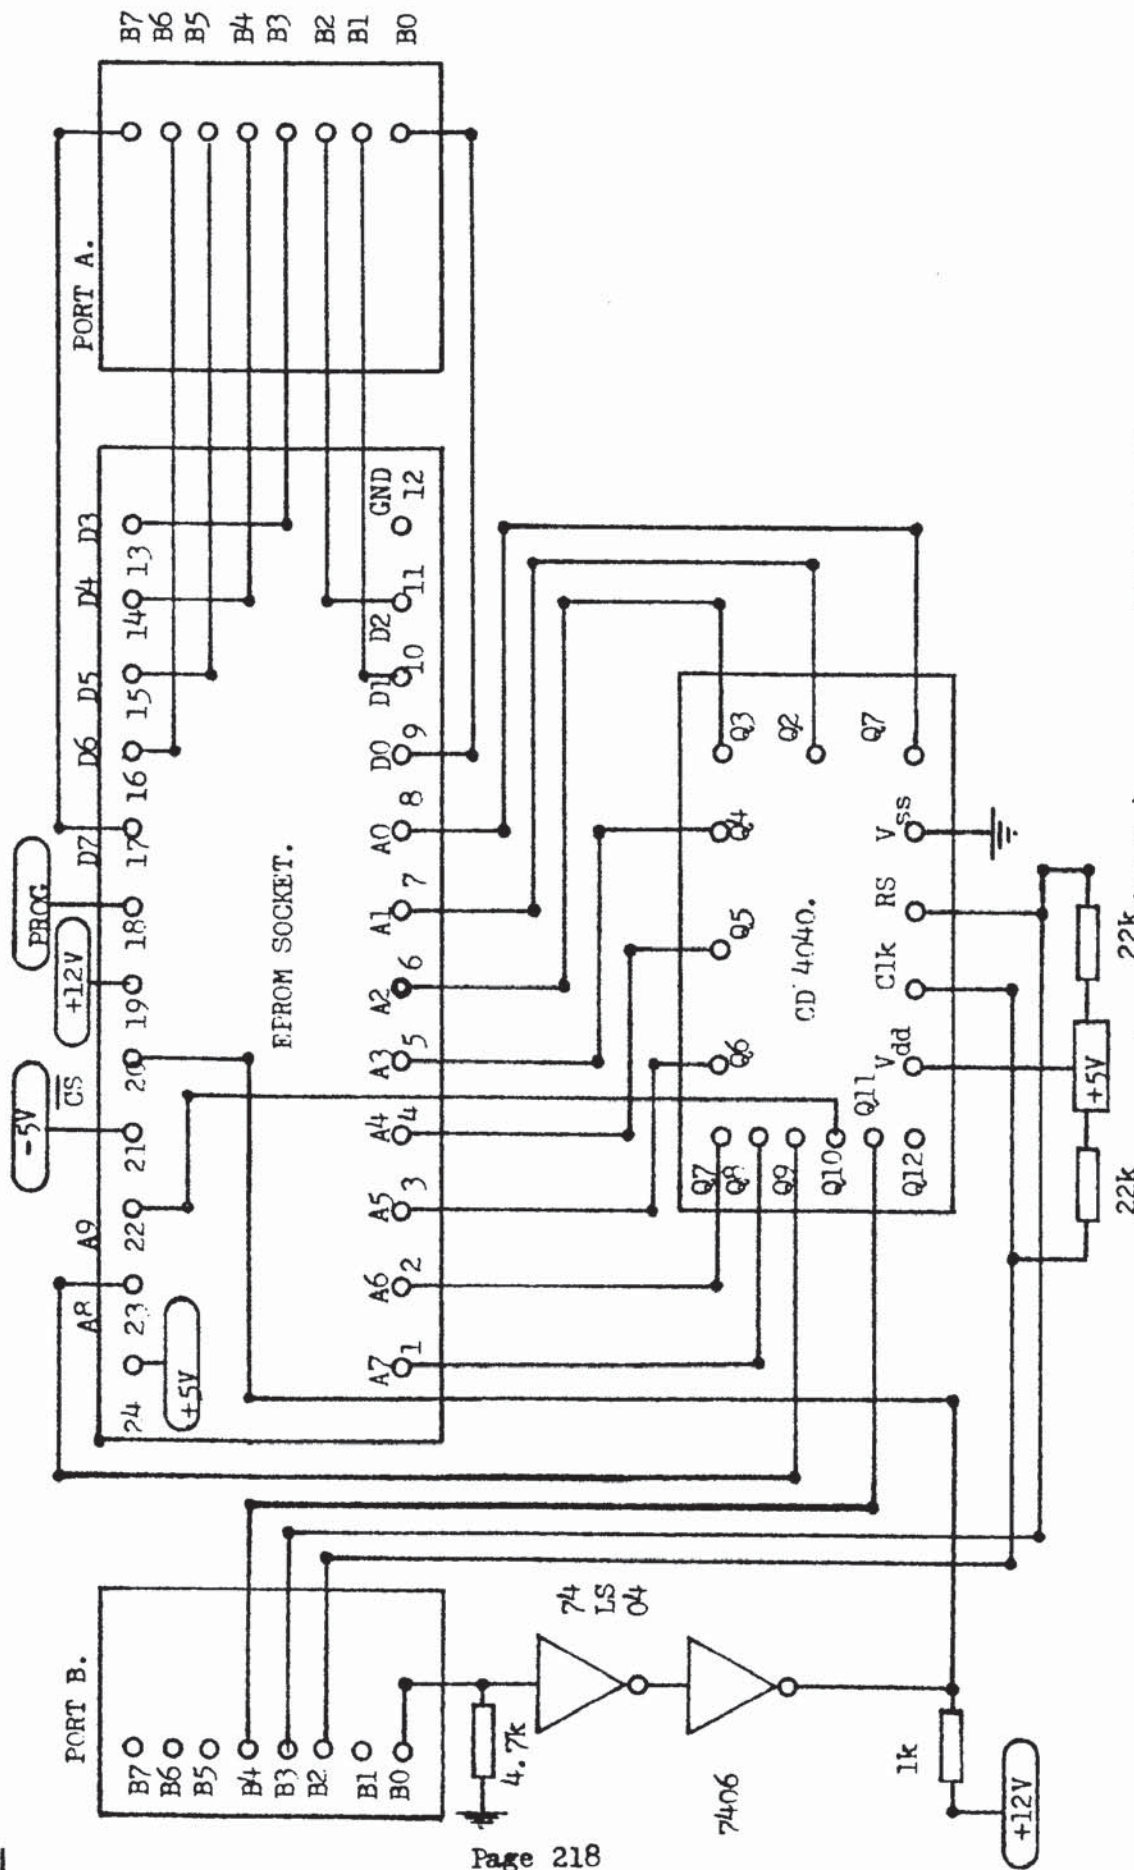 PORT B.
B7
B6
B5
B4
B3
B2
B1
B0
4.7k
74
LS
04
7406
1k
+12V
24
+5V
A8
23
A9
22
-5V
21
CS
20
+12V
19
PROG
18
D7
17
D6
16
D5
15
D4
14
D3
13
EPROM SOCKET.
A7
1
A6
2
A5
3
A4
4
A3
5
A2
6
A1
7
A0
8
D0
9
D1
10
D2
11
GND
12
PORT A.
B7
B6
B5
B4
B3
B2
B1
B0
Q7
Q8
Q9
Q10
Q11
Q12
Q6
Q5
Q4
Q3
Q2
Q7
CD 4040.
Vdd
Clk
RS
Vss
22k
+5V
22k
Page 218